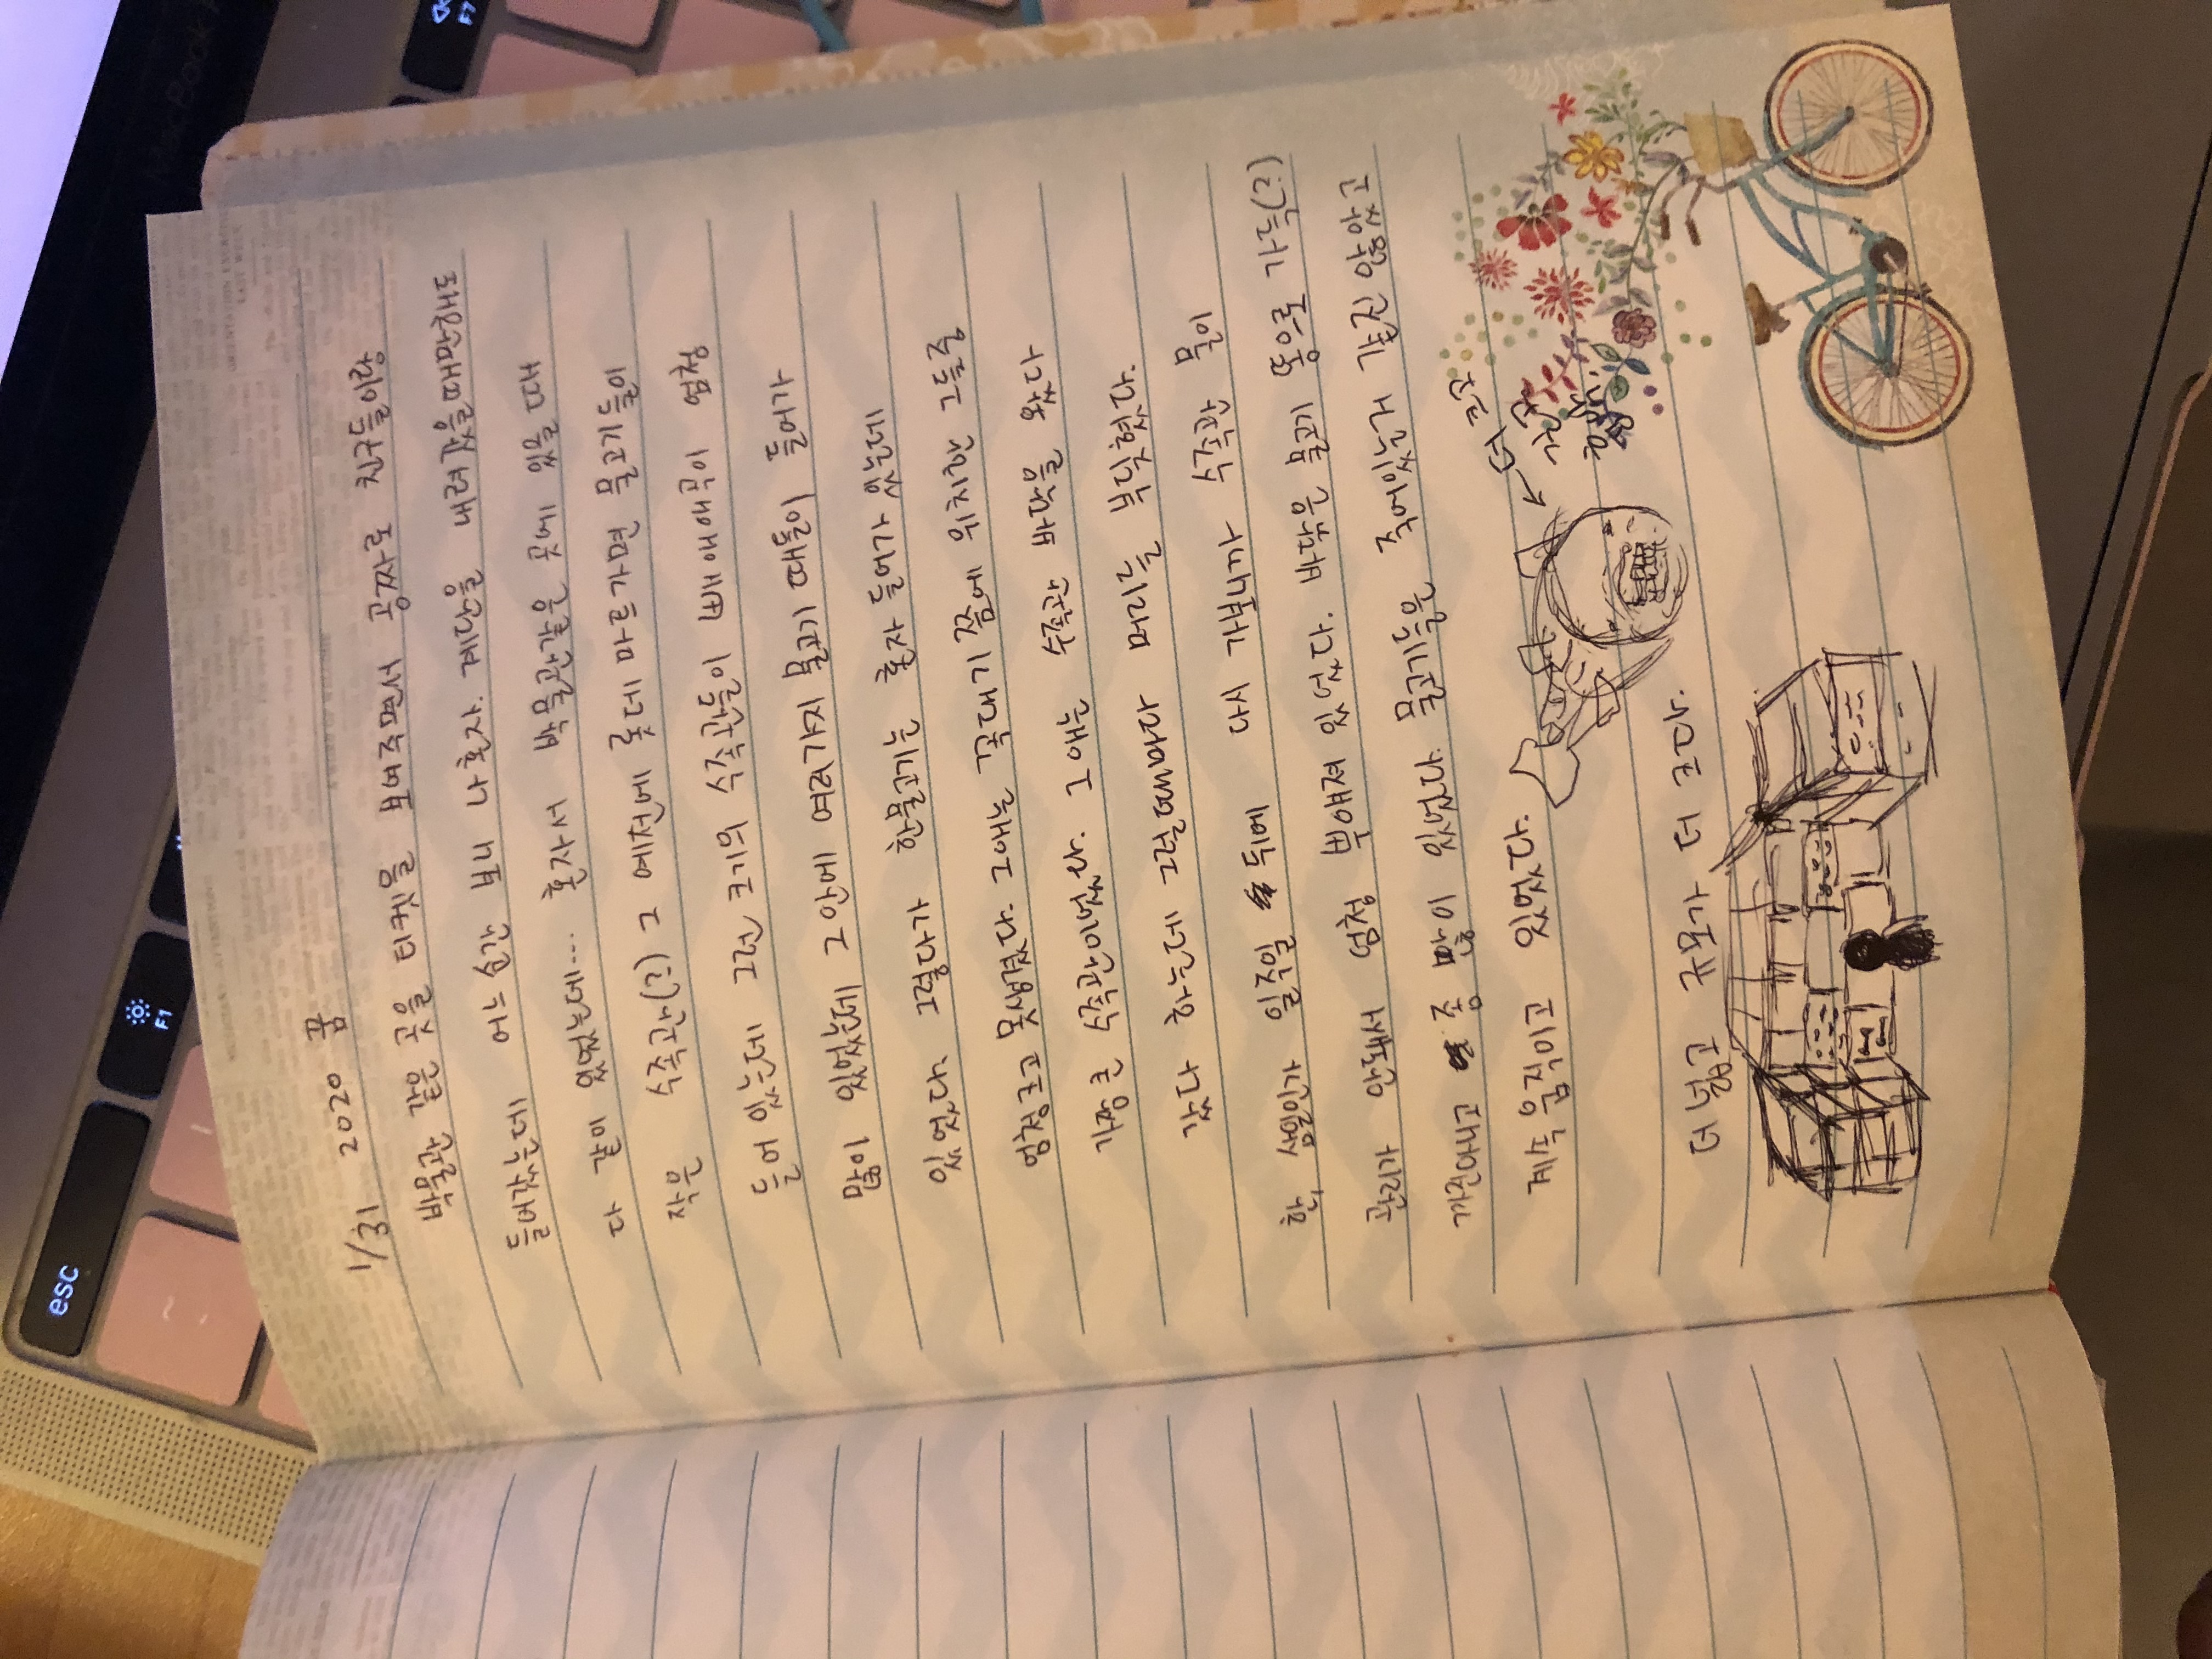 esc
F1
F7
1/31 2020 꿈
박물관 같은 곳을 티켓을 보여주면서 공짜로 친구들이랑
들어갔는데 어느순간 보니 나혼자. 계단을 내려갔을때만해도
다 같이 있었는데... 혼자서 박물관같은 곳에 있을때
작은 수족관(?) 그 예전에 롯데마트가면 물고기들이
들어있는데 그런 크기의 수족관들이 빼애애곡이 엄청
많이 있었는데 그안에 여러가지 물고기 때들이 들어가
있었다. 그렇다가 한물고기는 혼자 들어가 있는데
엄청크고 못생겼다. 그애는 꼭대기 쯤에 위치한 그들중
가장 큰 수족관이었다. 그애는 수족관 바닥을 왔다
갔다 하는데 그럴때마다 머리를 부딪혔다.
한, 삼일인가 일주일 뒤에 다시 가보니까 수족관 물이
관리가 안돼서 엄청 뿌얘져 있었다. 바닦은 물고기 똥으로 가득(?)
까진아니고 좀 많이 있었다. 물고기들은 죽어있는거 같진 않았고
계속 움직이고 있었다.
←더 크고
더 넓고 규모가 더 크다.